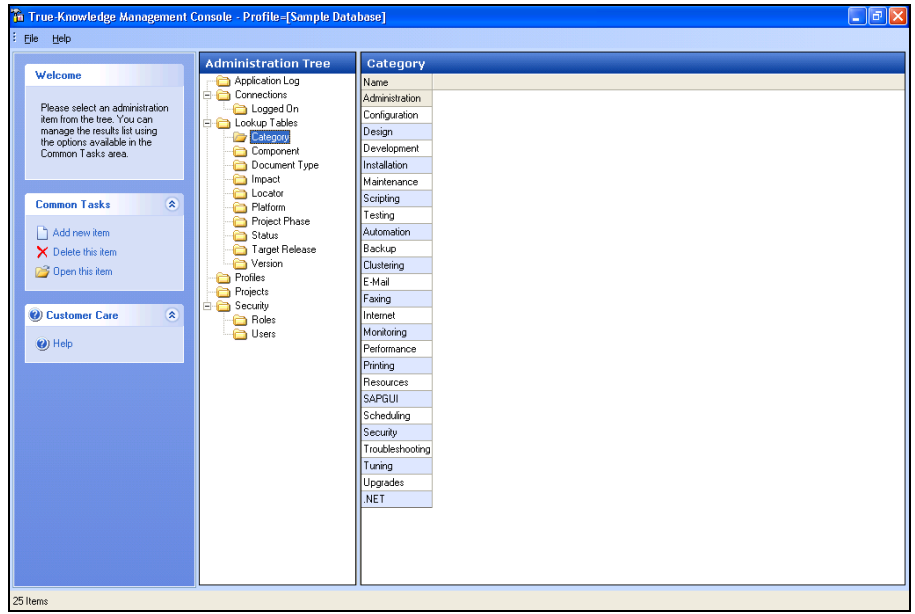 True-Knowledge Management Console - Profile=[Sample Database]
File Help
Welcome
Please select an administration
item from the tree. You can
manage the results list using
the options available in the
Common Tasks area.
Common Tasks
Add new item
Delete this item
Open this item
Customer Care
Help
Administration Tree
Application Log
Connections
Logged On
Lookup Tables
Category
Component
Document Type
Impact
Locator
Platform
Project Phase
Status
Target Release
Version
Profiles
Projects
Security
Roles
Users
Category
Name
Administration
Configuration
Design
Development
Installation
Maintenance
Scripting
Testing
Automation
Backup
Clustering
E-Mail
Faxing
Internet
Monitoring
Performance
Printing
Resources
SAPGUI
Scheduling
Security
Troubleshooting
Tuning
Upgrades
.NET
25 Items